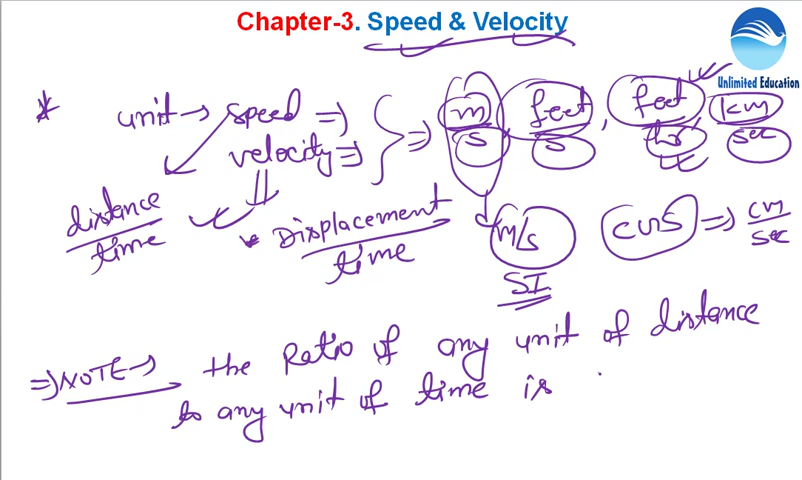 Chapter-3. Speed & Velocity
Unlimited Education
unit → speed ⇒
velocity ⇒
} ⇒ m/s feet/s , feet/hr km/sec
distance/time
Displacement/time
m/s
SI
CGS ⇒ cm/sec
⇒ NOTE → the Ratio of any unit of distance
to any unit of time is